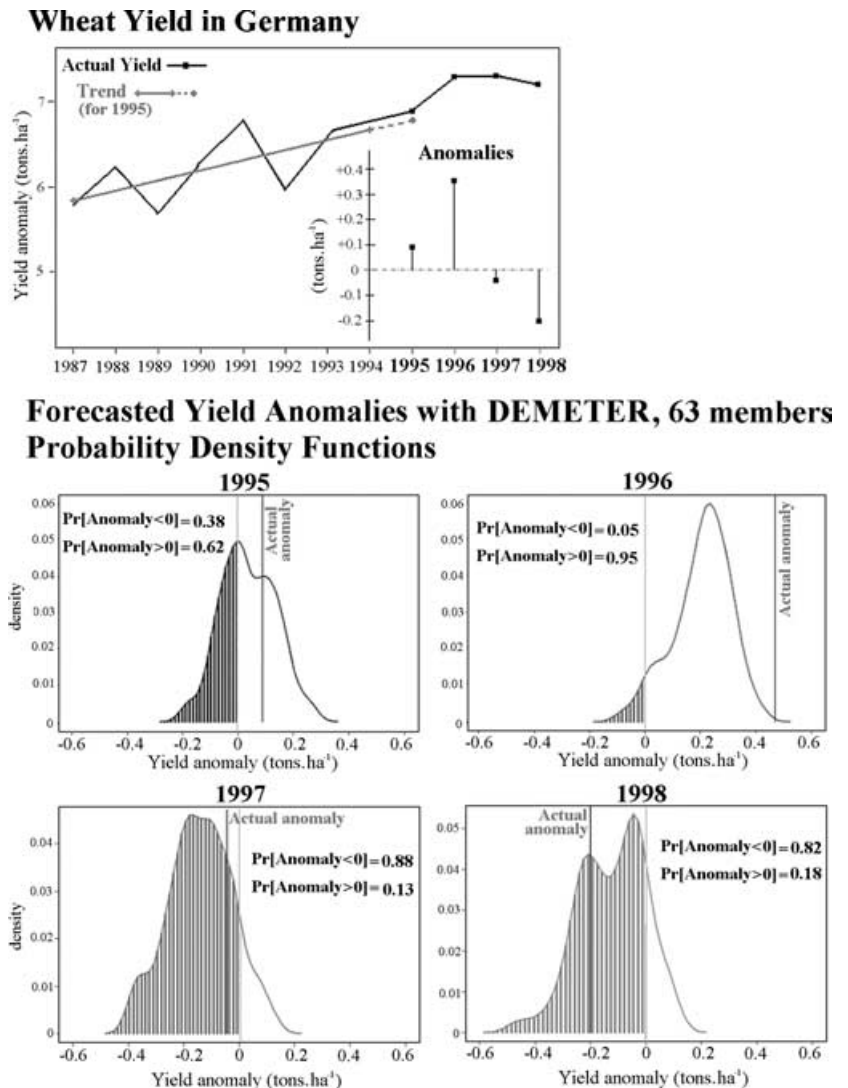 Wheat Yield in Germany
Actual Yield
Trend
(for 1995)
Yield anomaly (tons.ha⁻¹)
7
6
5
Anomalies
(tons.ha⁻¹)
+0.4
+0.3
+0.2
+0.1
0
-0.1
-0.2
1987 1988 1989 1990 1991 1992 1993 1994 1995 1996 1997 1998
Forecasted Yield Anomalies with DEMETER, 63 members
Probability Density Functions
1995
Pr[Anomaly<0]=0.38
Pr[Anomaly>0]=0.62
Actual
anomaly
density
0.06
0.05
0.04
0.03
0.02
0.01
0
-0.6 -0.4 -0.2 0 0.2 0.4 0.6
Yield anomaly (tons.ha⁻¹)
1996
Pr[Anomaly<0]=0.05
Pr[Anomaly>0]=0.95
Actual anomaly
0.06
0.05
0.04
0.03
0.02
0.01
0
-0.6 -0.4 -0.2 0 0.2 0.4 0.6
Yield anomaly (tons.ha⁻¹)
1997
Actual anomaly
Pr[Anomaly<0]=0.88
Pr[Anomaly>0]=0.13
density
0.04
0.03
0.02
0.01
0
-0.6 -0.4 -0.2 0 0.2 0.4 0.6
Yield anomaly (tons.ha⁻¹)
1998
Actual
anomaly
Pr[Anomaly<0]=0.82
Pr[Anomaly>0]=0.18
0.05
0.04
0.03
0.02
0.01
0
-0.6 -0.4 -0.2 0 0.2 0.4 0.6
Yield anomaly (tons.ha⁻¹)